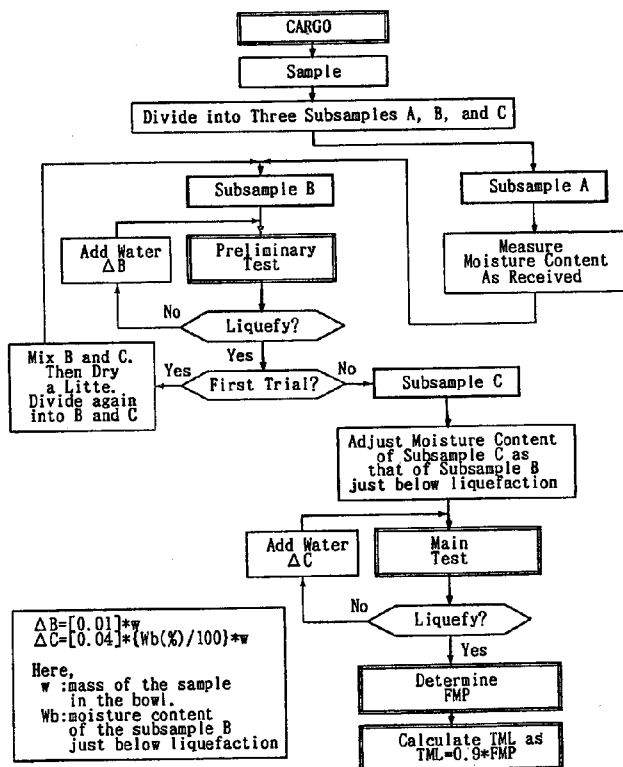 CARGO
Sample
Divide into Three Subsamples A, B, and C
Subsample B
Subsample A
Add Water
ΔB
Preliminary
Test
Measure
Moisture Content
As Received
No
Liquefy?
Yes
Mix B and C.
Then Dry
a Litte.
Divide again
into B and C
Yes
First Trial?
No
Subsample C
Adjust Moisture Content
of Subsample C as
that of Subsample B
just below liquefaction
Add Water
ΔC
Main
Test
No
Liquefy?
Yes
Determine
FMP
Calculate TML as
TML=0.9*FMP
ΔB=[0.01]*w
ΔC=[0.04]*{Wb(%)/100}*w
Here,
w :mass of the sample
in the bowl.
Wb:moisture content
of the subsample B
just below liquefaction